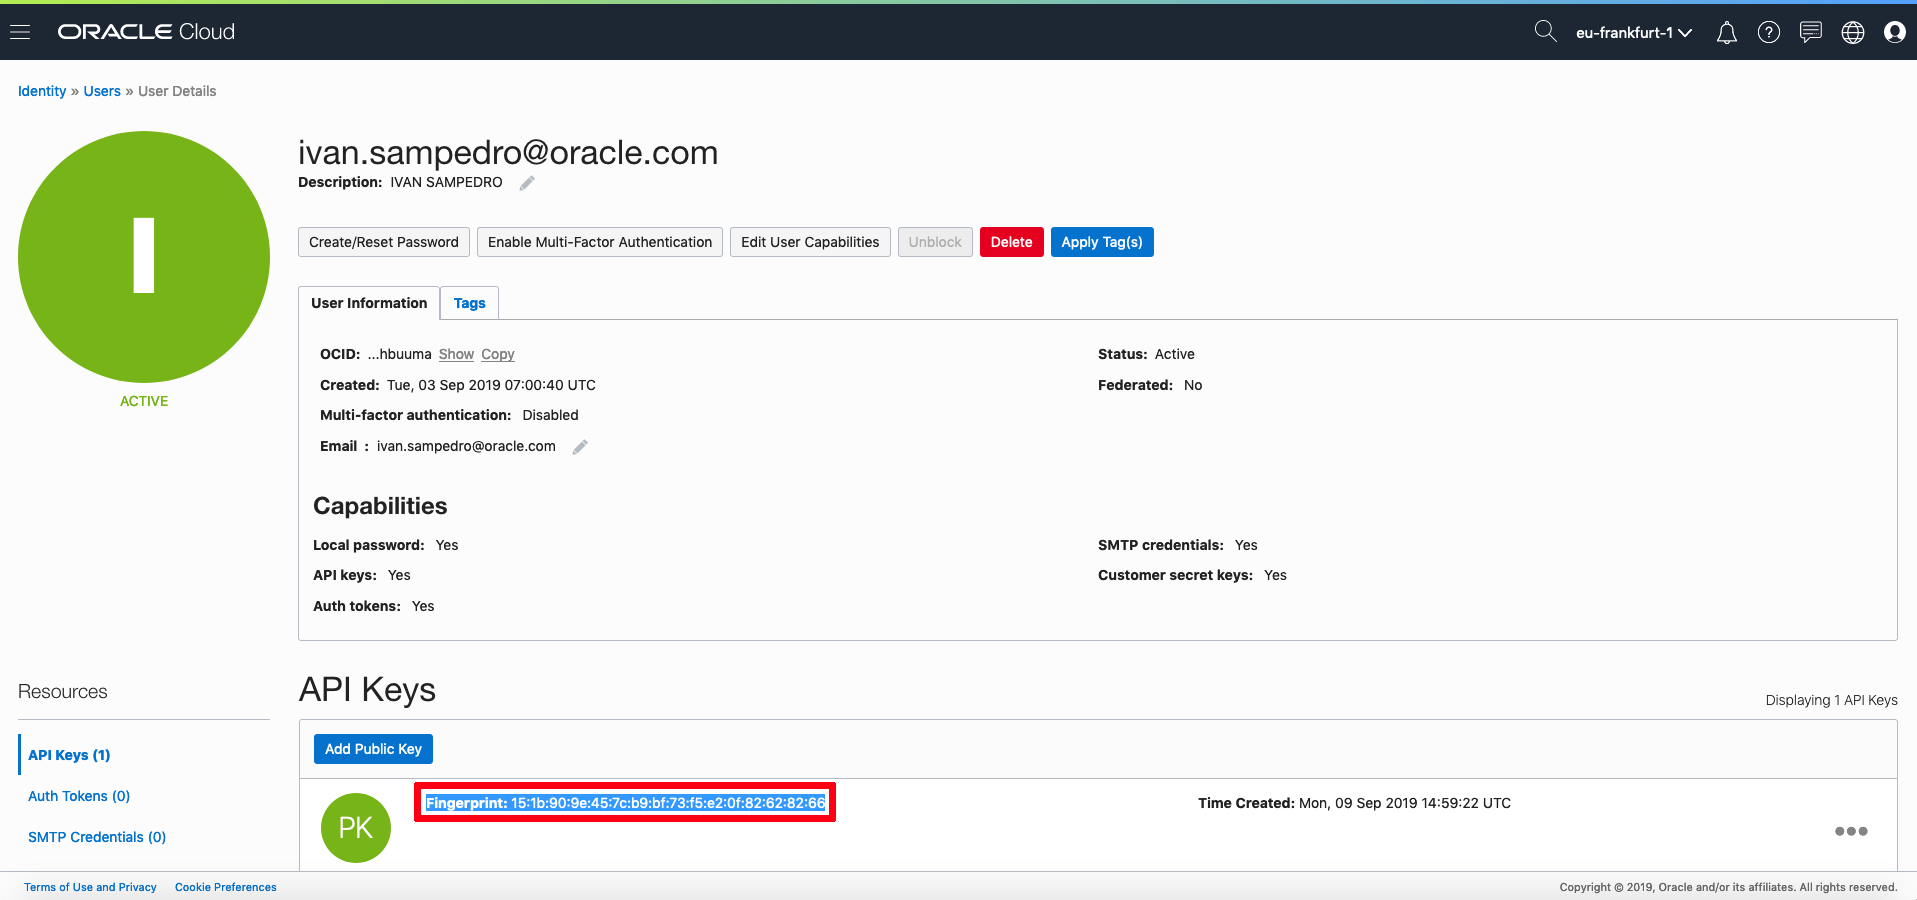 ORACLE Cloud
eu-frankfurt-1
Identity » Users » User Details
I
ACTIVE
ivan.sampedro@oracle.com
Description: IVAN SAMPEDRO
Create/Reset Password Enable Multi-Factor Authentication Edit User Capabilities Unblock Delete Apply Tag(s)
User Information Tags
OCID: ...hbuuma Show Copy
Status: Active
Created: Tue, 03 Sep 2019 07:00:40 UTC
Federated: No
Multi-factor authentication: Disabled
Email : ivan.sampedro@oracle.com
Capabilities
Local password: Yes
SMTP credentials: Yes
API keys: Yes
Customer secret keys: Yes
Auth tokens: Yes
Resources
API Keys (1)
Auth Tokens (0)
SMTP Credentials (0)
API Keys
Displaying 1 API Keys
Add Public Key
PK
Fingerprint: 15:1b:90:9e:45:7c:b9:bf:73:f5:e2:0f:82:62:82:66
Time Created: Mon, 09 Sep 2019 14:59:22 UTC
Terms of Use and Privacy Cookie Preferences
Copyright © 2019, Oracle and/or its affiliates. All rights reserved.